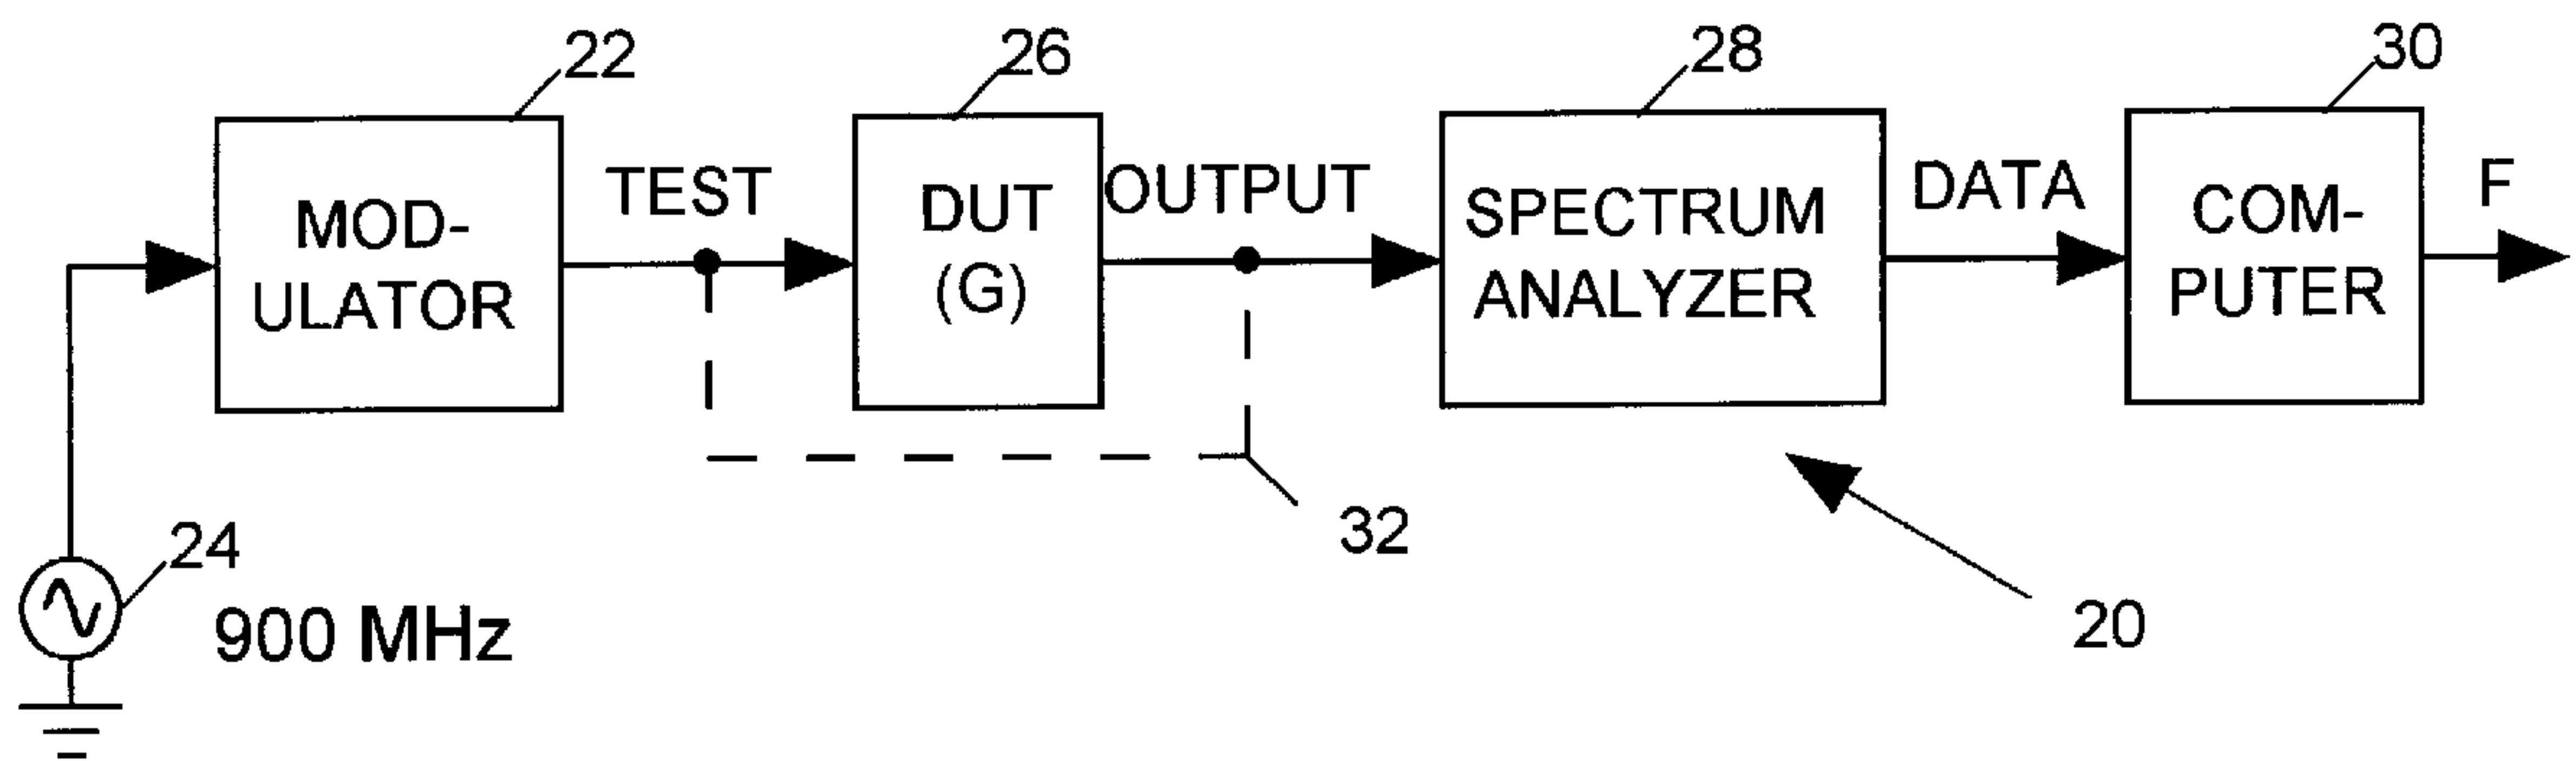 22
26
28
30
MOD-
ULATOR
TEST
DUT
(G)
OUTPUT
SPECTRUM
ANALYZER
DATA
COM-
PUTER
F
24
900 MHz
32
20